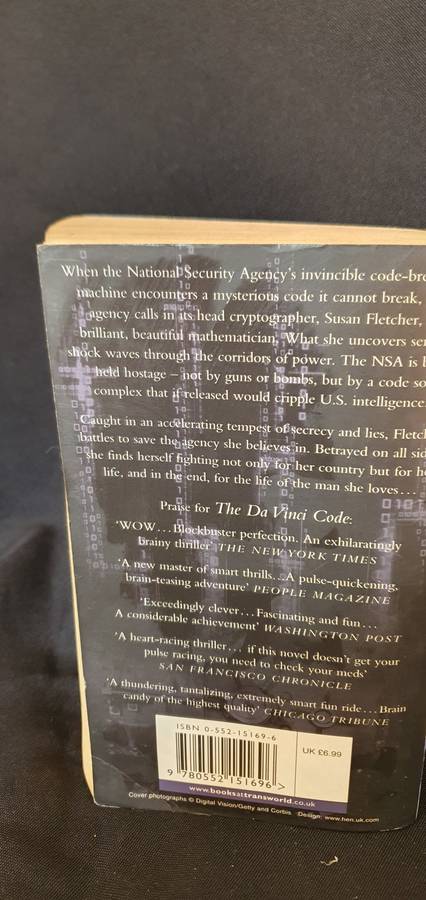 When the National Security Agency's invincible code-bre
machine encounters a mysterious code it cannot break,
agency calls in its head cryptographer, Susan Fletcher,
brilliant, beautiful mathematician. What she uncovers sen
shock waves through the corridors of power. The NSA is b
held hostage – not by guns or bombs, but by a code so
complex that if released would cripple U.S. intelligence
Caught in an accelerating tempest of secrecy and lies, Fletch
battles to save the agency she believes in. Betrayed on all sid
she finds herself fighting not only for her country but for he
life, and in the end, for the life of the man she loves...
Praise for The Da Vinci Code:
'WOW...Blockbuster perfection. An exhilaratingly
brainy thriller' THE NEW YORK TIMES
'A new master of smart thrills...A pulse-quickening,
brain-teasing adventure' PEOPLE MAGAZINE
'Exceedingly clever...Fascinating and fun...
A considerable achievement' WASHINGTON POST
'A heart-racing thriller... if this novel doesn't get your
pulse racing, you need to check your meds'
SAN FRANCISCO CHRONICLE
'A thundering, tantalizing, extremely smart fun ride... Brain
candy of the highest quality' CHICAGO TRIBUNE
ISBN 0-552-15169-6
UK £6.99
9 780552 151696 >
www.booksattransworld.co.uk
Cover photographs © Digital Vision/Getty and Corbis. Design: www.hen.uk.com